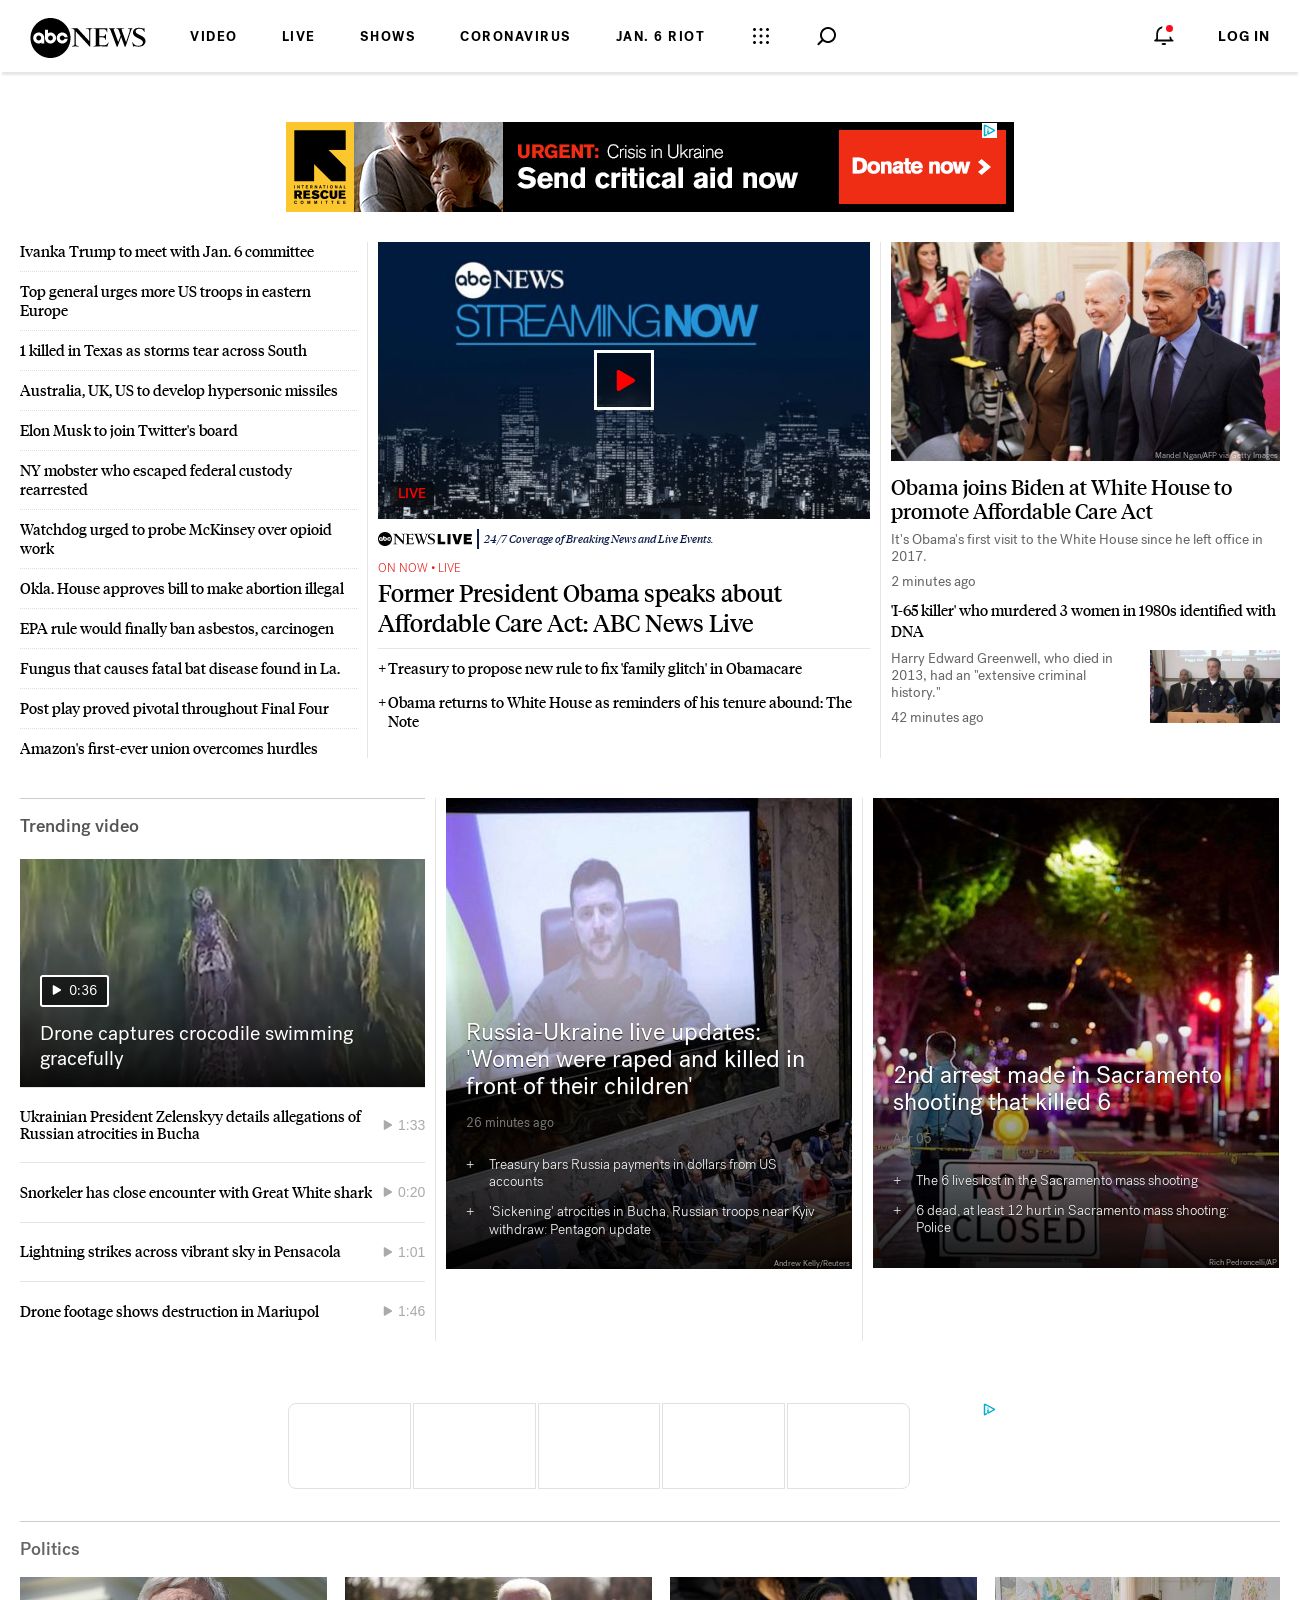 abc NEWS
VIDEO
LIVE
SHOWS
CORONAVIRUS
JAN. 6 RIOT
LOG IN
INTERNATIONAL
RESCUE
COMMITTEE
URGENT: Crisis in Ukraine
Send critical aid now
Donate now
Ivanka Trump to meet with Jan. 6 committee
Top general urges more US troops in eastern
Europe
1 killed in Texas as storms tear across South
Australia, UK, US to develop hypersonic missiles
Elon Musk to join Twitter's board
NY mobster who escaped federal custody
rearrested
Watchdog urged to probe McKinsey over opioid
work
Okla. House approves bill to make abortion illegal
EPA rule would finally ban asbestos, carcinogen
Fungus that causes fatal bat disease found in La.
Post play proved pivotal throughout Final Four
Amazon's first-ever union overcomes hurdles
abc NEWS
STREAMING NOW
LIVE
abc NEWS LIVE
24/7 Coverage of Breaking News and Live Events.
ON NOW • LIVE
Former President Obama speaks about
Affordable Care Act: ABC News Live
+ Treasury to propose new rule to fix 'family glitch' in Obamacare
+ Obama returns to White House as reminders of his tenure abound: The
Note
Mandel Ngan/AFP via Getty Images
Obama joins Biden at White House to
promote Affordable Care Act
It's Obama's first visit to the White House since he left office in
2017.
2 minutes ago
'I-65 killer' who murdered 3 women in 1980s identified with
DNA
Harry Edward Greenwell, who died in
2013, had an "extensive criminal
history."
42 minutes ago
Trending video
0:36
Drone captures crocodile swimming
gracefully
Ukrainian President Zelenskyy details allegations of
Russian atrocities in Bucha
1:33
Snorkeler has close encounter with Great White shark
0:20
Lightning strikes across vibrant sky in Pensacola
1:01
Drone footage shows destruction in Mariupol
1:46
Russia-Ukraine live updates:
'Women were raped and killed in
front of their children'
26 minutes ago
+ Treasury bars Russia payments in dollars from US
accounts
+ 'Sickening' atrocities in Bucha, Russian troops near Kyiv
withdraw: Pentagon update
Andrew Kelly/Reuters
2nd arrest made in Sacramento
shooting that killed 6
Apr 05
+ The 6 lives lost in the Sacramento mass shooting
+ 6 dead, at least 12 hurt in Sacramento mass shooting:
Police
ROAD
CLOSED
Rich Pedroncelli/AP
Politics